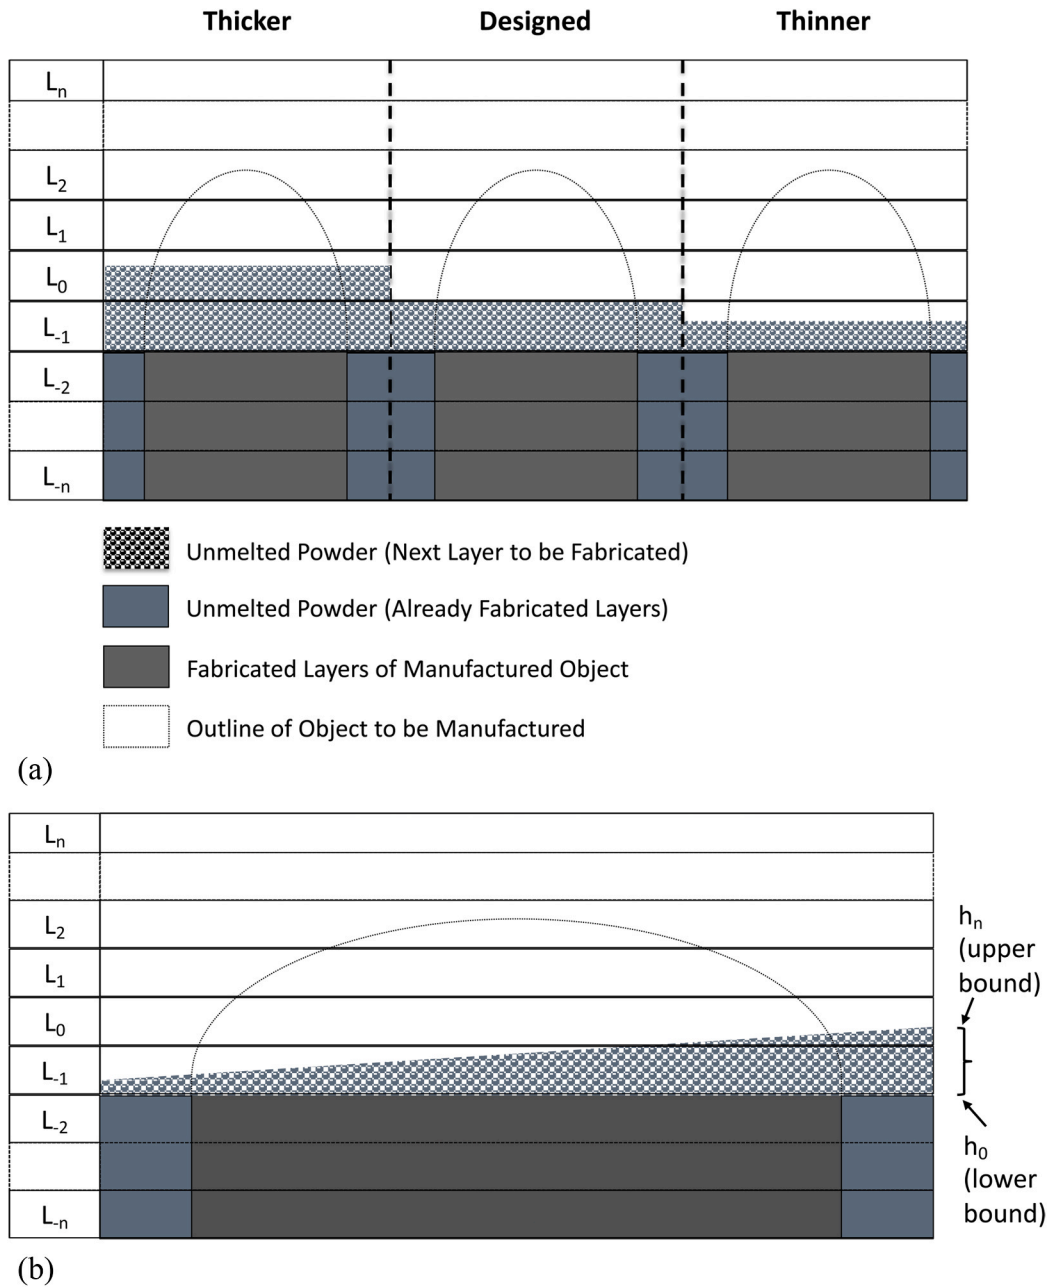 Thicker Designed Thinner
Lₙ
L₂
L₁
L₀
L₋₁
L₋₂
L₋ₙ
Unmelted Powder (Next Layer to be Fabricated)
Unmelted Powder (Already Fabricated Layers)
Fabricated Layers of Manufactured Object
Outline of Object to be Manufactured
(a)
Lₙ
L₂
L₁
L₀
L₋₁
L₋₂
L₋ₙ
hₙ
(upper
bound)
h₀
(lower
bound)
(b)